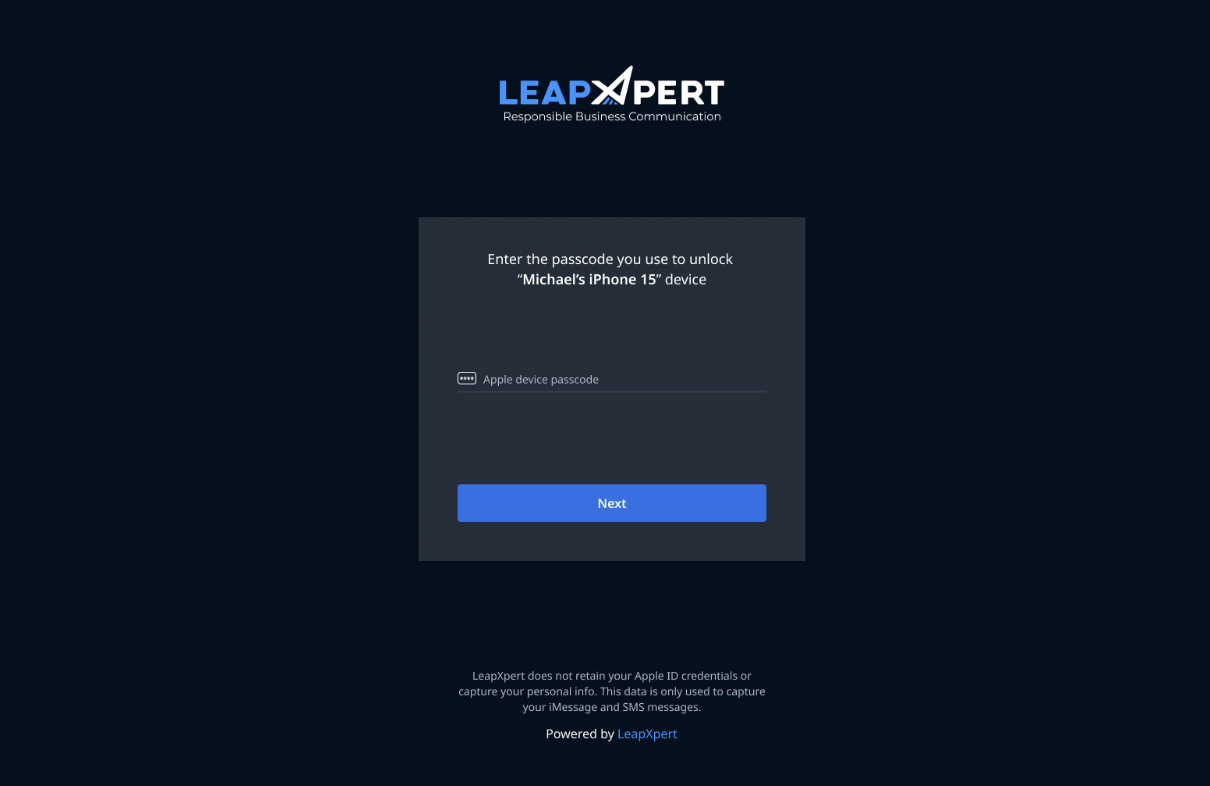 LEAPXPERT
Responsible Business Communication
Enter the passcode you use to unlock
“Michael’s iPhone 15” device
Apple device passcode
Next
LeapXpert does not retain your Apple ID credentials or
capture your personal info. This data is only used to capture
your iMessage and SMS messages.
Powered by LeapXpert